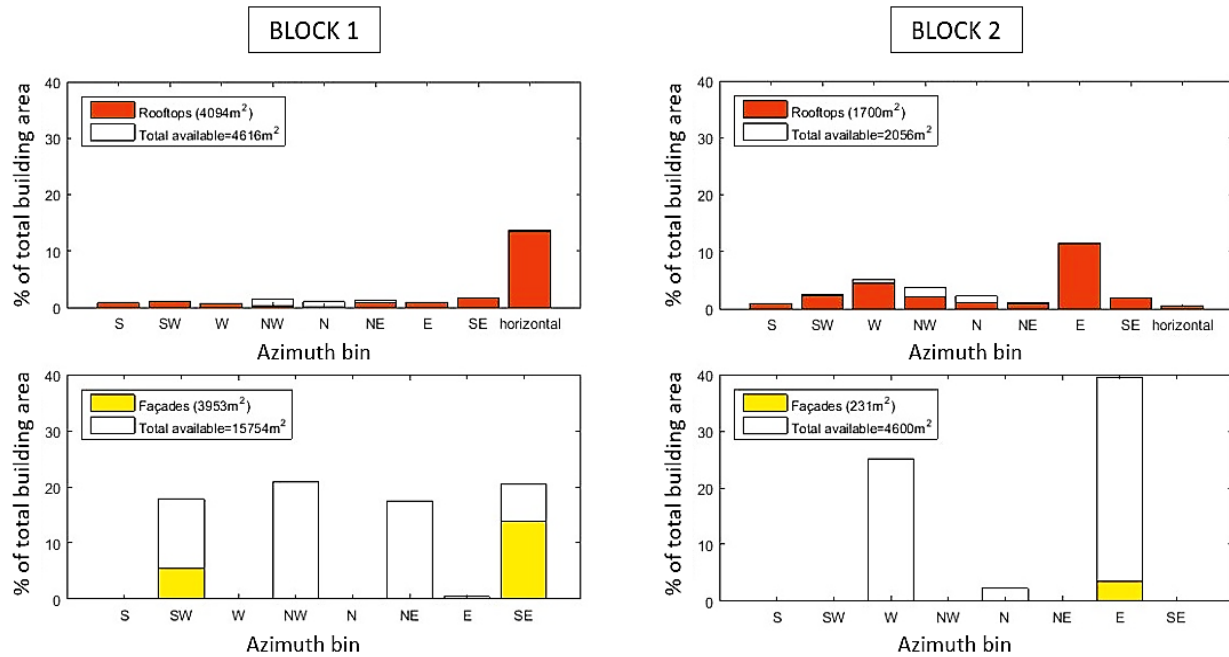 BLOCK 1
% of total building area
40
30
20
10
0
Rooftops (4094m²)
Total available=4616m²
S SW W NW N NE E SE horizontal
Azimuth bin
% of total building area
40
30
20
10
0
Façades (3953m²)
Total available=15754m²
S SW W NW N NE E SE
Azimuth bin
BLOCK 2
% of total building area
40
30
20
10
0
Rooftops (1700m²)
Total available=2056m²
S SW W NW N NE E SE horizontal
Azimuth bin
% of total building area
40
30
20
10
0
Façades (231m²)
Total available=4600m²
S SW W NW N NE E SE
Azimuth bin